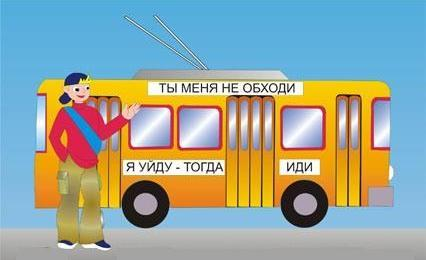 ТЫ МЕНЯ НЕ ОБХОДИ
Я УЙДУ - ТОГДА ИДИ